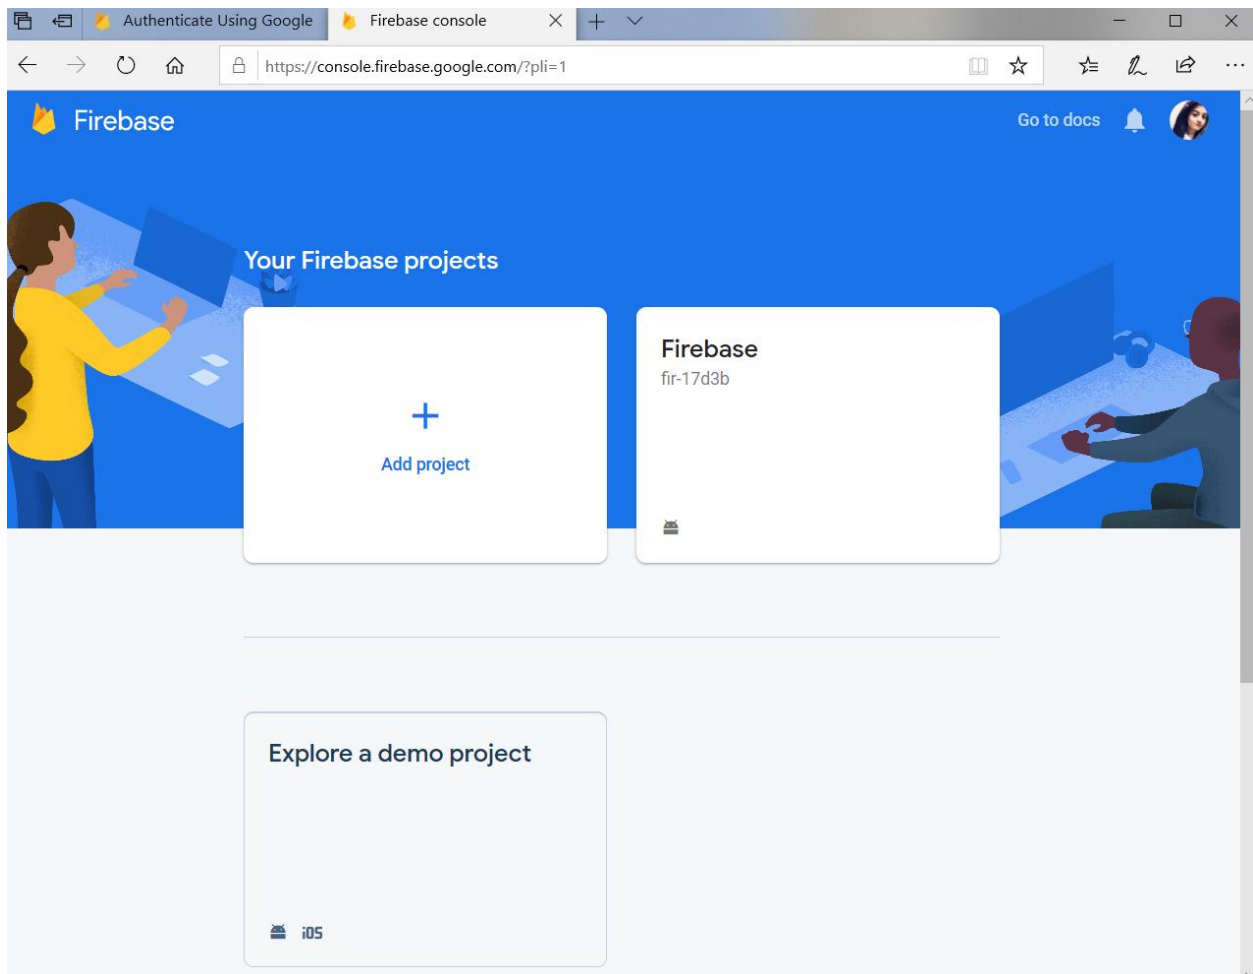 Authenticate Using Google
Firebase console
https://console.firebase.google.com/?pli=1
Firebase
Go to docs
Your Firebase projects
Add project
Firebase
fir-17d3b
Explore a demo project
iOS